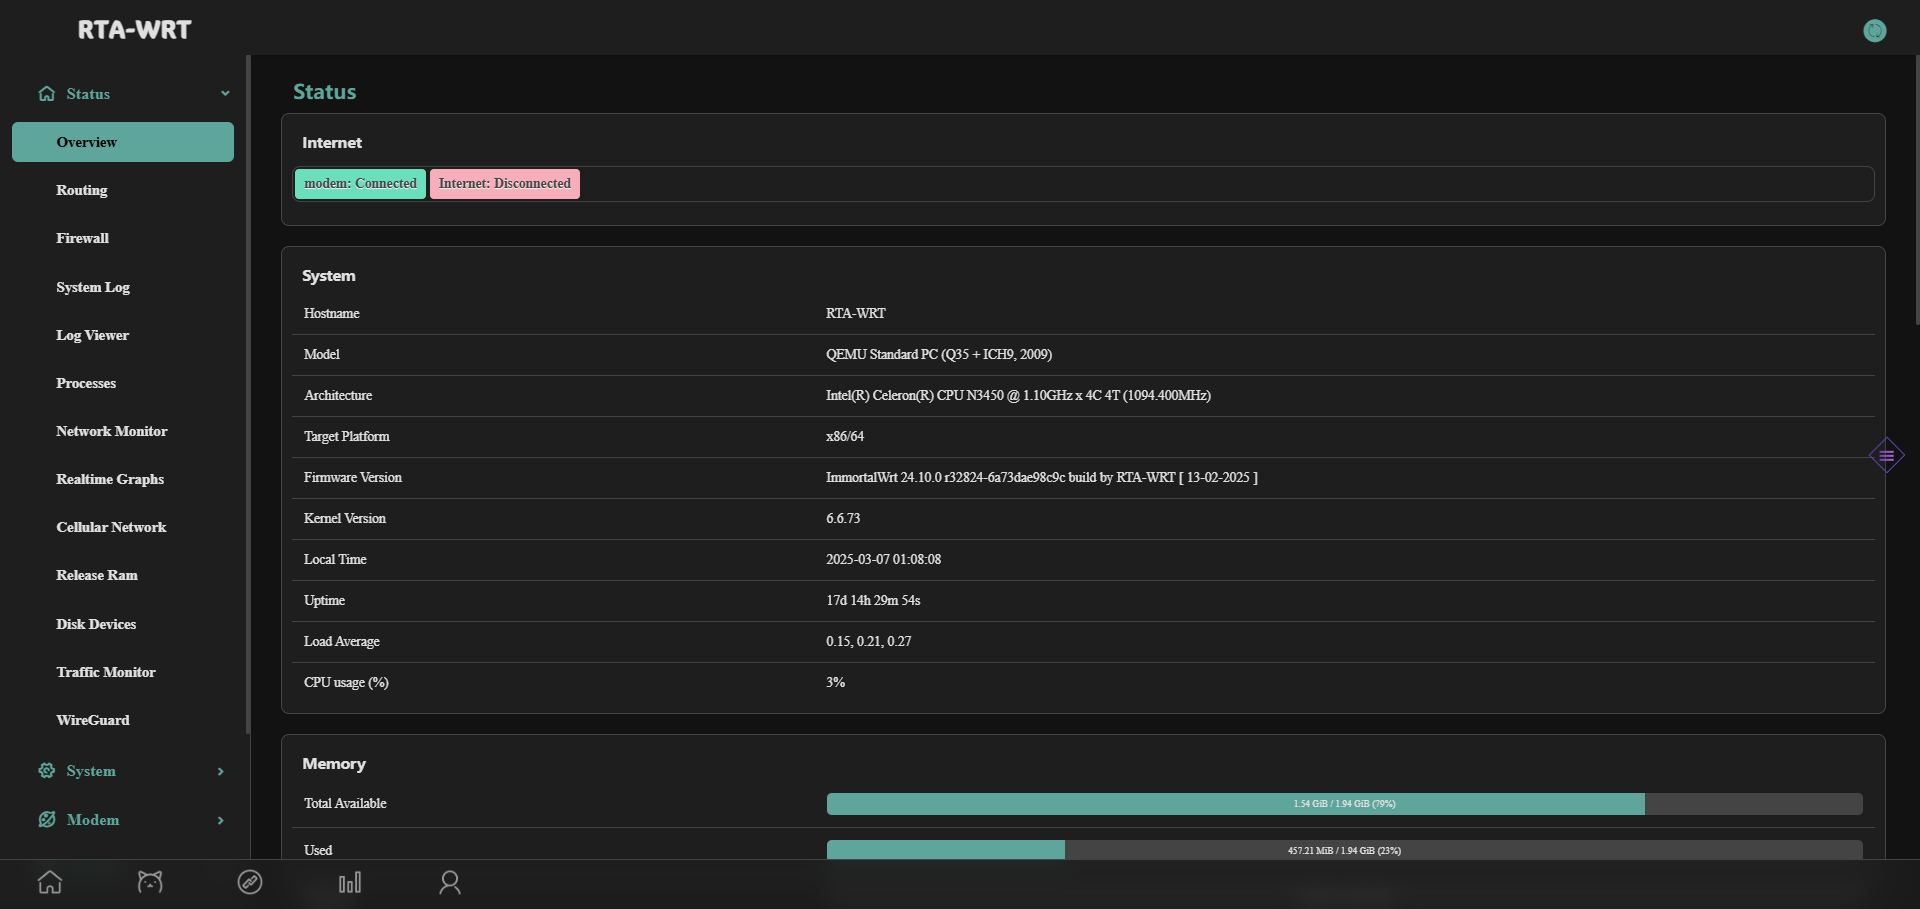 RTA-WRT
Status
Overview
Routing
Firewall
System Log
Log Viewer
Processes
Network Monitor
Realtime Graphs
Cellular Network
Release Ram
Disk Devices
Traffic Monitor
WireGuard
System
Modem
Status
Internet
modem: Connected Internet: Disconnected
System
Hostname RTA-WRT
Model QEMU Standard PC (Q35 + ICH9, 2009)
Architecture Intel(R) Celeron(R) CPU N3450 @ 1.10GHz x 4C 4T (1094.400MHz)
Target Platform x86/64
Firmware Version ImmortalWrt 24.10.0 r32824-6a73dae98c9c build by RTA-WRT [ 13-02-2025 ]
Kernel Version 6.6.73
Local Time 2025-03-07 01:08:08
Uptime 17d 14h 29m 54s
Load Average 0.15, 0.21, 0.27
CPU usage (%) 3%
Memory
Total Available 1.54 GiB / 1.94 GiB (79%)
Used 457.21 MiB / 1.94 GiB (23%)